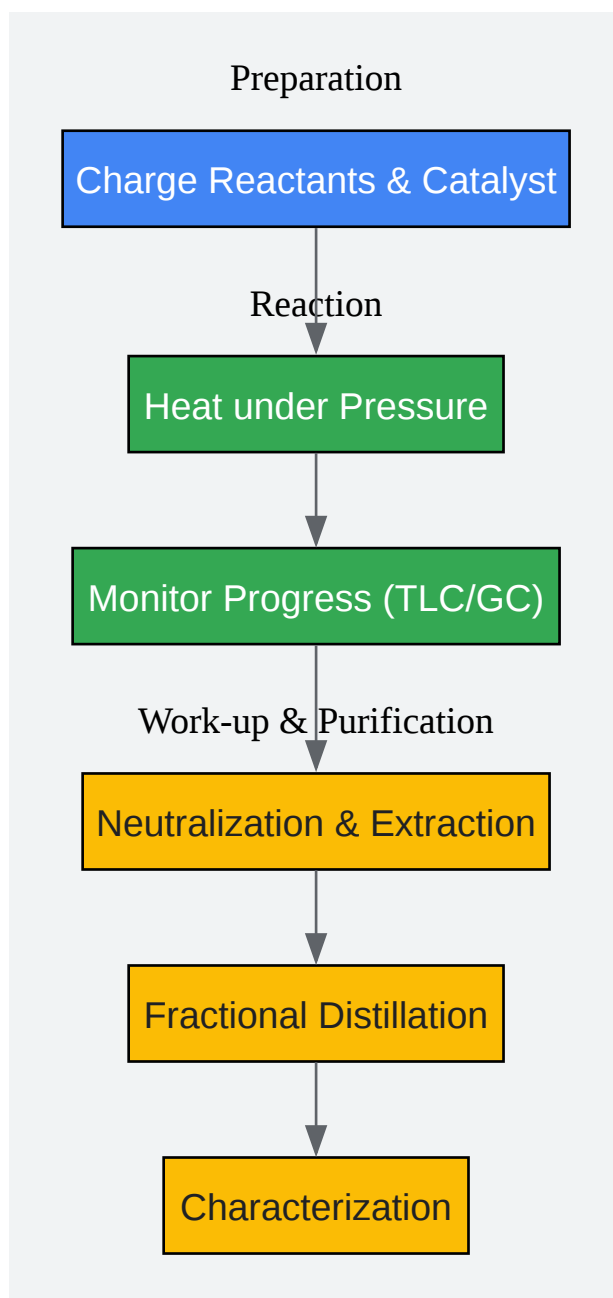 Preparation
Charge Reactants & Catalyst
Reaction
Heat under Pressure
Monitor Progress (TLC/GC)
Work-up & Purification
Neutralization & Extraction
Fractional Distillation
Characterization